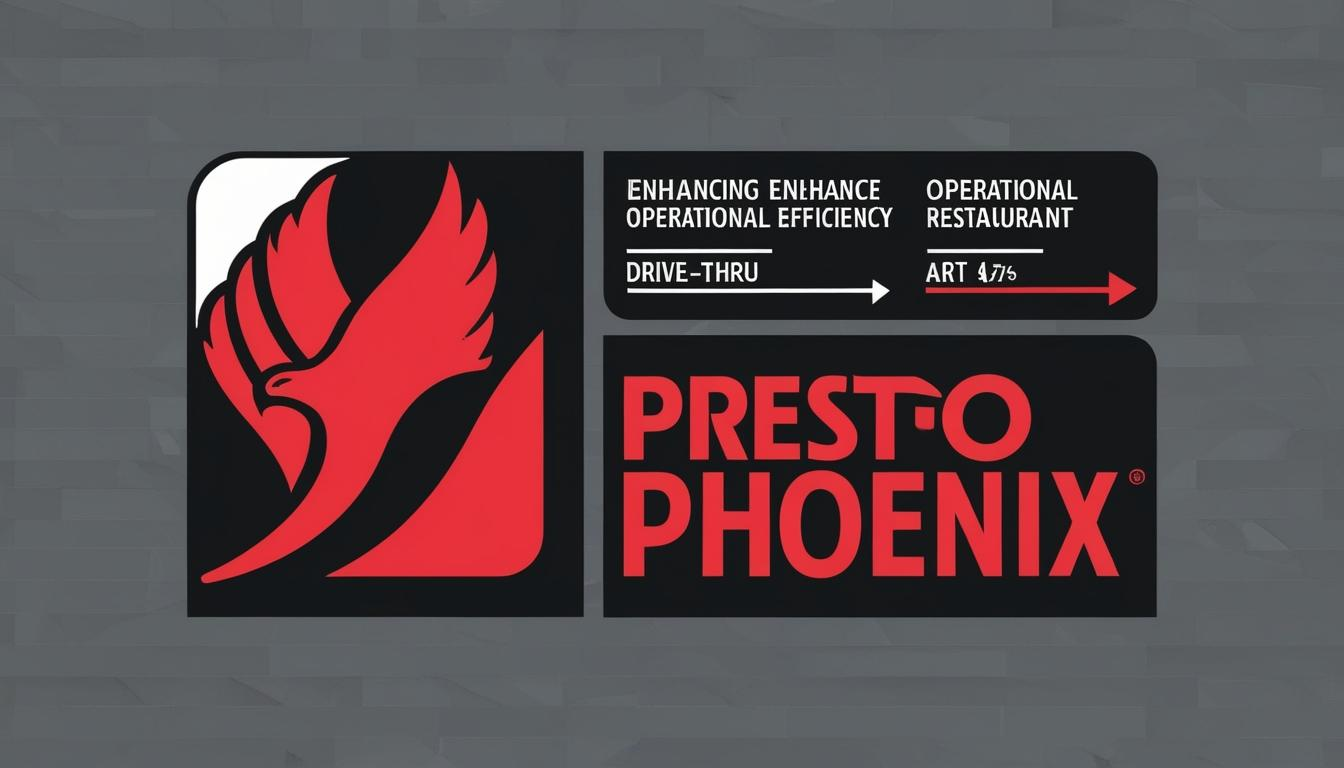 ENHANCING ENHANCE
OPERATIONAL EFFICIENCY
DRIVE-THRU
OPERATIONAL
RESTAURANT
ART
PREST·O
PHOENIX